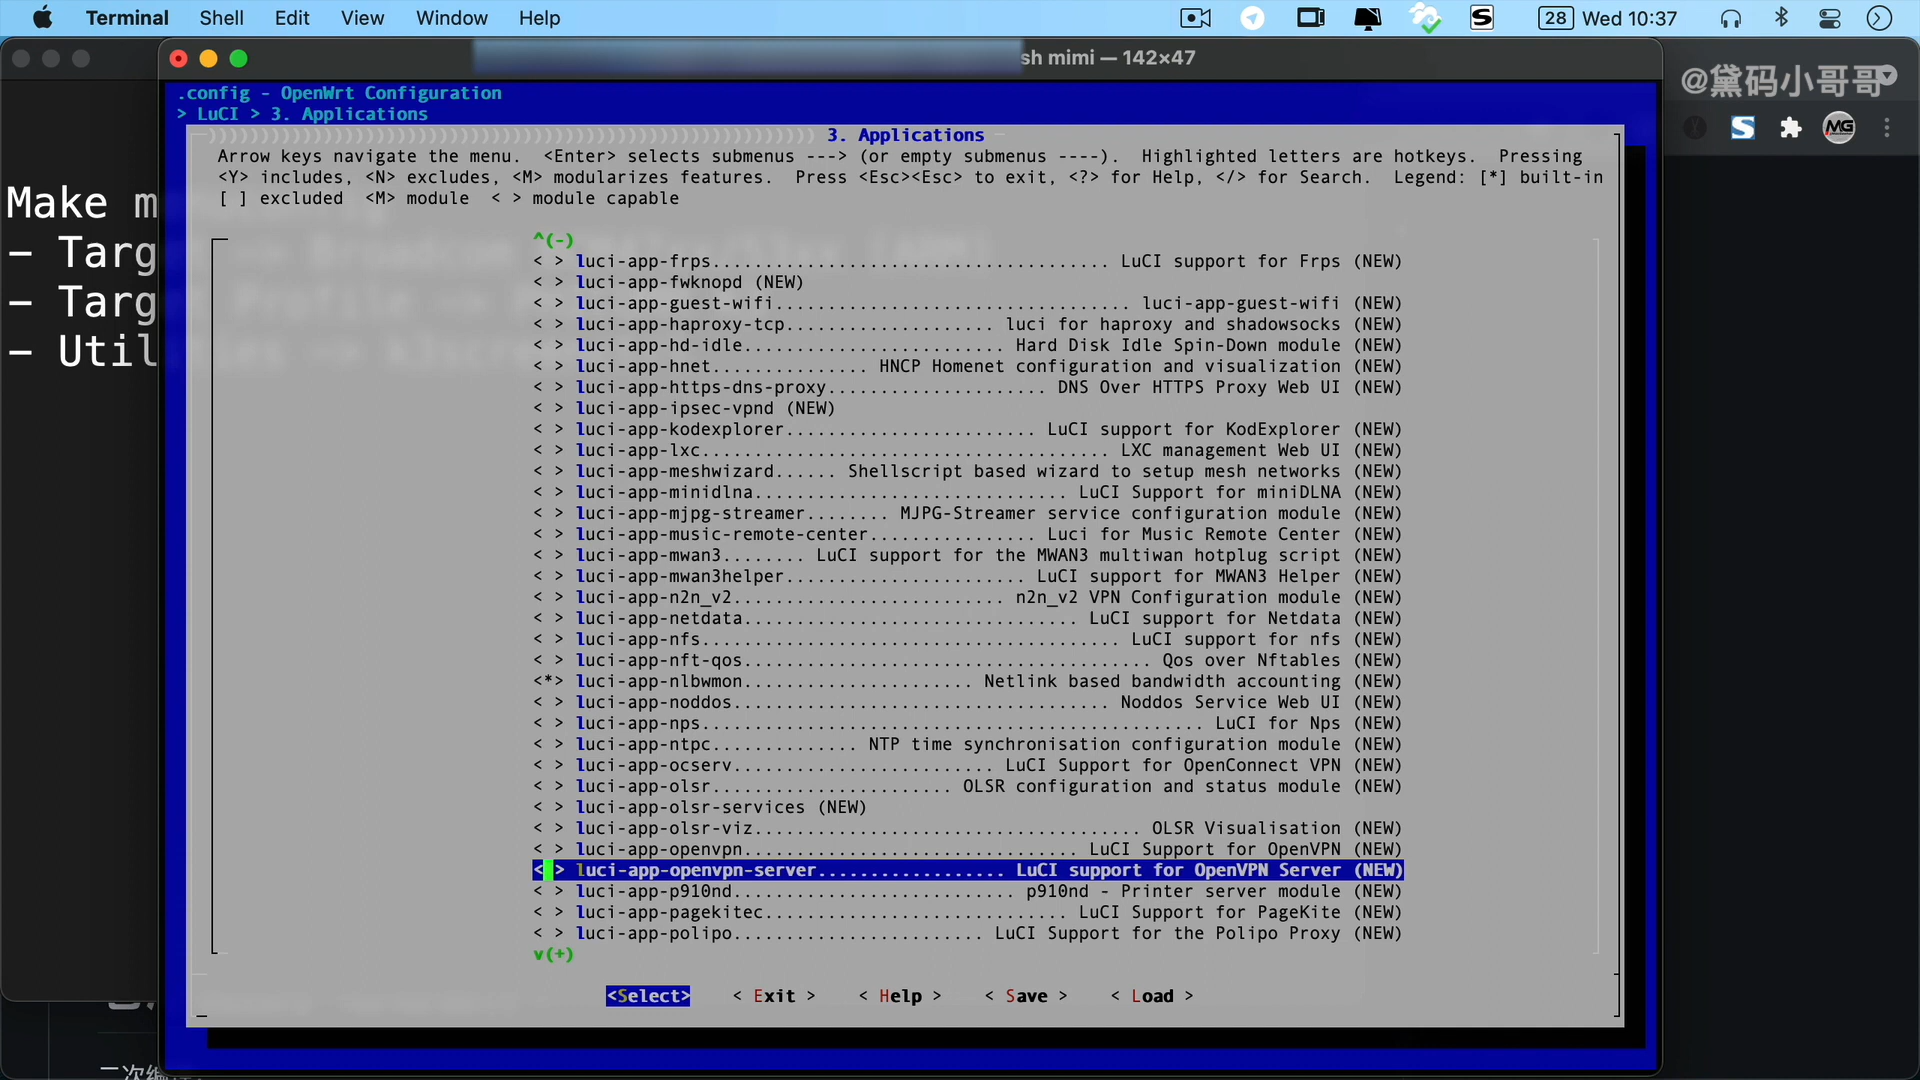 Terminal Shell Edit View Window Help 28 Wed 10:37
sh mimi — 142×47
@黛码小哥哥
.config - OpenWrt Configuration
> LuCI > 3. Applications
3. Applications
Arrow keys navigate the menu.  <Enter> selects submenus ---> (or empty submenus ----).  Highlighted letters are hotkeys.  Pressing
<Y> includes, <N> excludes, <M> modularizes features.  Press <Esc><Esc> to exit, <?> for Help, </> for Search.  Legend: [*] built-in
[ ] excluded  <M> module  < > module capable
Make m
- Targ
- Targ
- Util
^(-)
< > luci-app-frps...................................... LuCI support for Frps (NEW)
< > luci-app-fwknopd (NEW)
< > luci-app-guest-wifi.................................. luci-app-guest-wifi (NEW)
< > luci-app-haproxy-tcp.................... luci for haproxy and shadowsocks (NEW)
< > luci-app-hd-idle......................... Hard Disk Idle Spin-Down module (NEW)
< > luci-app-hnet............... HNCP Homenet configuration and visualization (NEW)
< > luci-app-https-dns-proxy..................... DNS Over HTTPS Proxy Web UI (NEW)
< > luci-app-ipsec-vpnd (NEW)
< > luci-app-kodexplorer........................ LuCI support for KodExplorer (NEW)
< > luci-app-lxc....................................... LXC management Web UI (NEW)
< > luci-app-meshwizard...... Shellscript based wizard to setup mesh networks (NEW)
< > luci-app-minidlna.............................. LuCI Support for miniDLNA (NEW)
< > luci-app-mjpg-streamer........ MJPG-Streamer service configuration module (NEW)
< > luci-app-music-remote-center................ Luci for Music Remote Center (NEW)
< > luci-app-mwan3........ LuCI support for the MWAN3 multiwan hotplug script (NEW)
< > luci-app-mwan3helper....................... LuCI support for MWAN3 Helper (NEW)
< > luci-app-n2n_v2.......................... n2n_v2 VPN Configuration module (NEW)
< > luci-app-netdata................................ LuCI support for Netdata (NEW)
< > luci-app-nfs........................................ LuCI support for nfs (NEW)
< > luci-app-nft-qos....................................... Qos over Nftables (NEW)
<*> luci-app-nlbwmon...................... Netlink based bandwidth accounting (NEW)
< > luci-app-noddos.................................... Noddos Service Web UI (NEW)
< > luci-app-nps................................................ LuCI for Nps (NEW)
< > luci-app-ntpc.............. NTP time synchronisation configuration module (NEW)
< > luci-app-ocserv......................... LuCI Support for OpenConnect VPN (NEW)
< > luci-app-olsr....................... OLSR configuration and status module (NEW)
< > luci-app-olsr-services (NEW)
< > luci-app-olsr-viz..................................... OLSR Visualisation (NEW)
< > luci-app-openvpn................................ LuCI Support for OpenVPN (NEW)
< > luci-app-openvpn-server.................. LuCI support for OpenVPN Server (NEW)
< > luci-app-p910nd........................... p910nd - Printer server module (NEW)
< > luci-app-pagekitec............................. LuCI Support for PageKite (NEW)
< > luci-app-polipo........................ LuCI Support for the Polipo Proxy (NEW)
v(+)
<Select>    < Exit >    < Help >    < Save >    < Load >